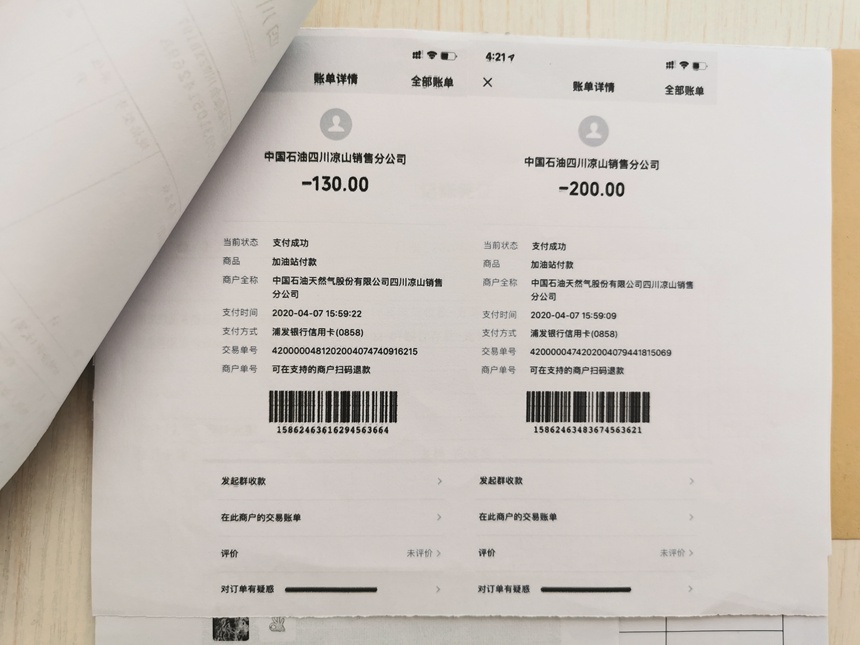 账单详情
全部账单
中国石油四川凉山销售分公司
-130.00
当前状态 支付成功
商品 加油站付款
商户全称 中国石油天然气股份有限公司四川凉山销售
分公司
支付时间 2020-04-07 15:59:22
支付方式 浦发银行信用卡(0858)
交易单号 4200000481202004074740916215
商户单号 可在支持的商户扫码退款
15862463616294563664
发起群收款
在此商户的交易账单
评价 未评价
对订单有疑惑
4:21
账单详情
全部账单
中国石油四川凉山销售分公司
-200.00
当前状态 支付成功
商品 加油站付款
商户全称 中国石油天然气股份有限公司四川凉山销售
分公司
支付时间 2020-04-07 15:59:09
支付方式 浦发银行信用卡(0858)
交易单号 4200000474202004079441815069
商户单号 可在支持的商户扫码退款
15862463483674563621
发起群收款
在此商户的交易账单
评价 未评价
对订单有疑惑